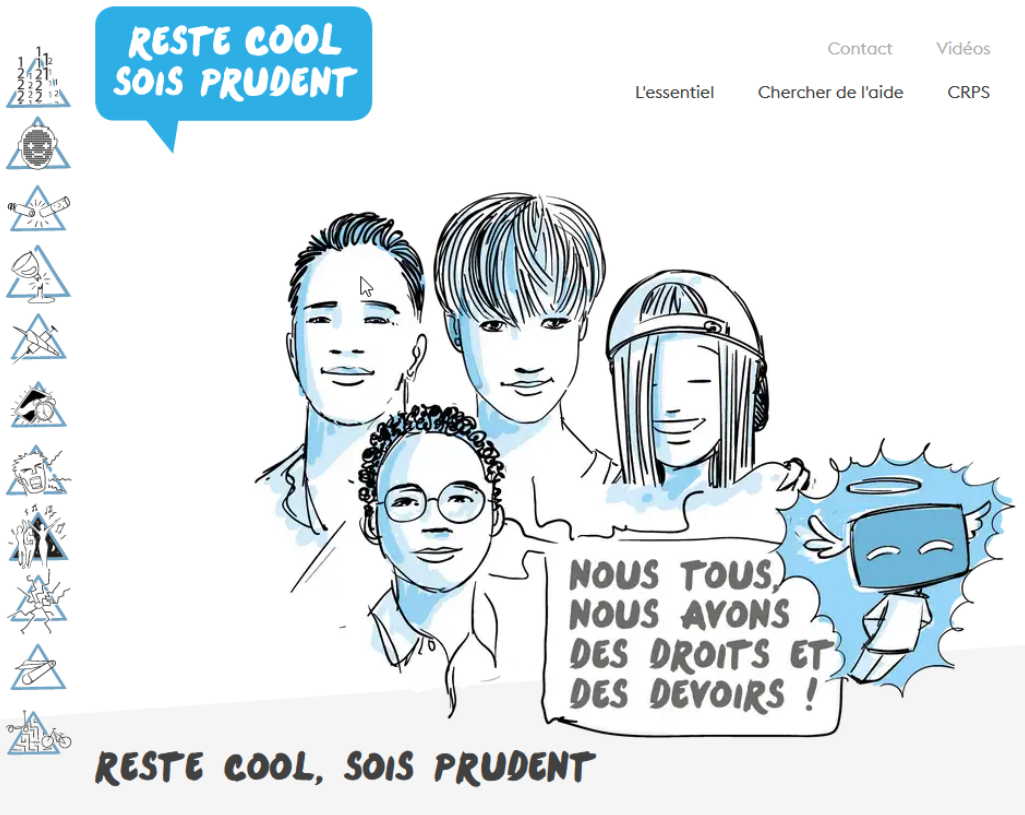 RESTE COOL
SOIS PRUDENT
Contact
Vidéos
L'essentiel
Chercher de l'aide
CRPS
NOUS TOUS,
NOUS AVONS
DES DROITS ET
DES DEVOIRS !
RESTE COOL, SOIS PRUDENT